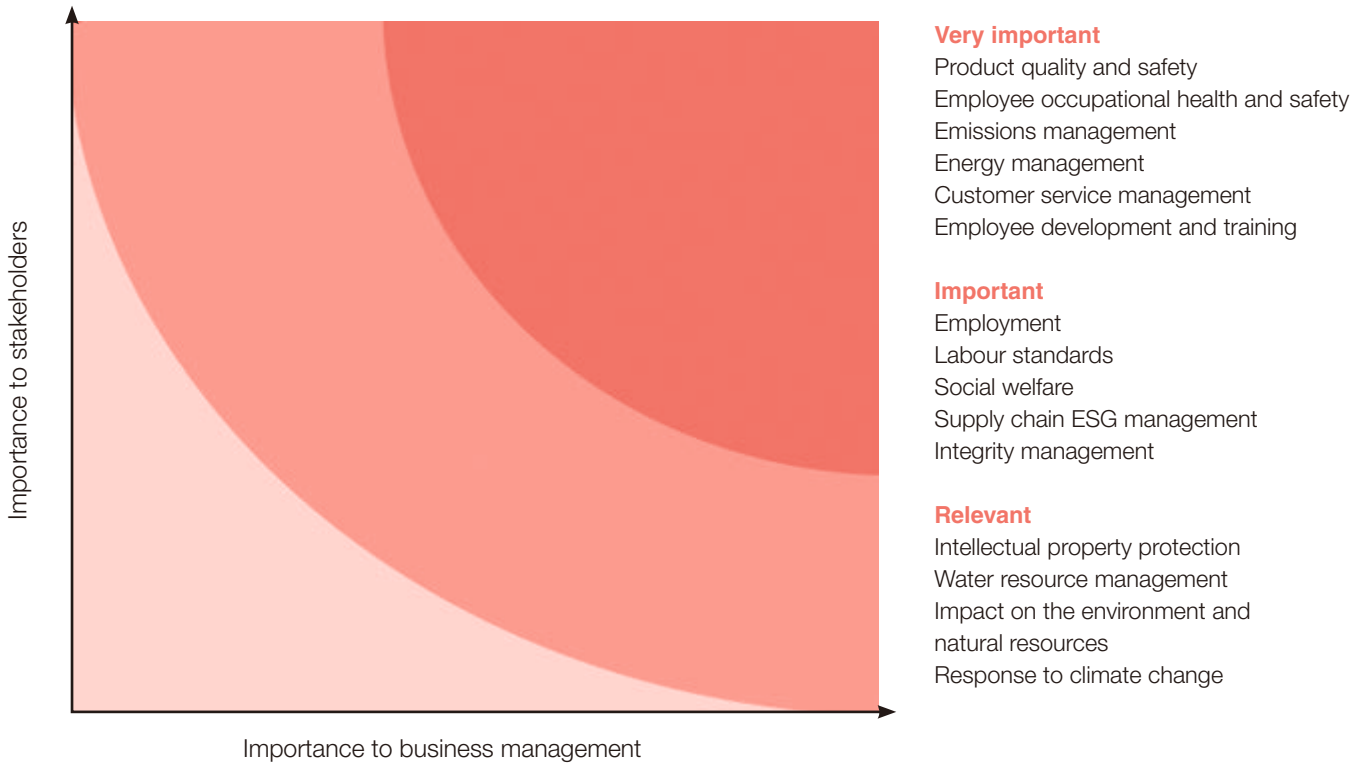 Importance to stakeholders
Importance to business management
Very important
Product quality and safety
Employee occupational health and safety
Emissions management
Energy management
Customer service management
Employee development and training
Important
Employment
Labour standards
Social welfare
Supply chain ESG management
Integrity management
Relevant
Intellectual property protection
Water resource management
Impact on the environment and
natural resources
Response to climate change